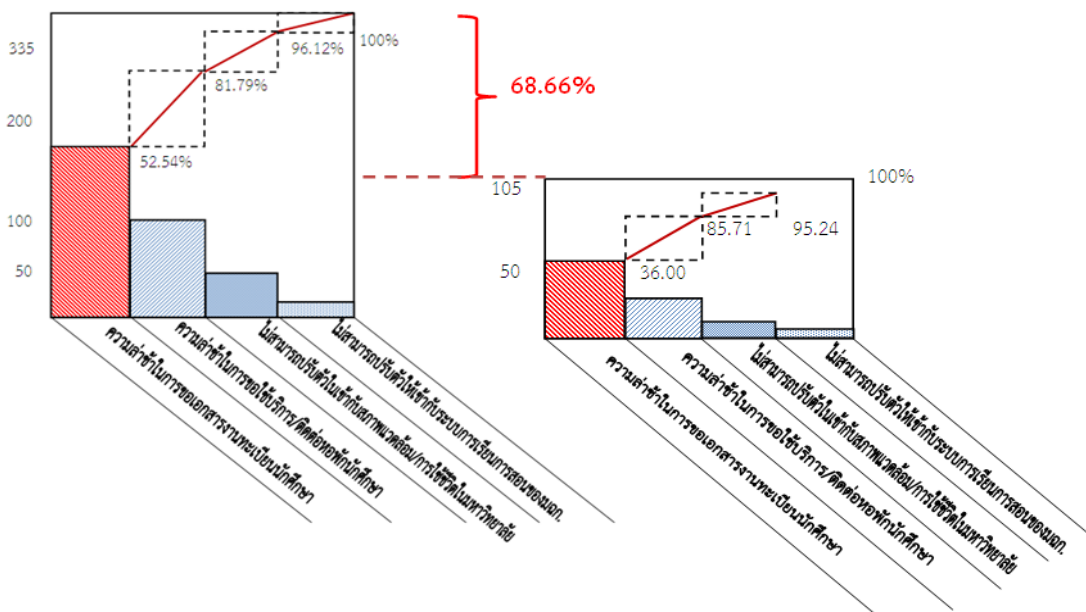 335
200
100
50
52.54%
81.79%
96.12%
100%
68.66%
ความล่าช้าในการขอเอกสารงานทะเบียนนักศึกษา
ความล่าช้าในการขอใช้บริการ/ติดต่อหอพักนักศึกษา
ไม่สามารถปรับตัวในเข้ากับสภาพแวดล้อม/การใช้ชีวิตในมหาวิทยาลัย
ไม่สามารถปรับตัวให้เข้ากับระบบการเรียนการสอนของมฉก.
105
50
36.00
85.71
95.24
100%
ความล่าช้าในการขอเอกสารงานทะเบียนนักศึกษา
ความล่าช้าในการขอใช้บริการ/ติดต่อหอพักนักศึกษา
ไม่สามารถปรับตัวในเข้ากับสภาพแวดล้อม/การใช้ชีวิตในมหาวิทยาลัย
ไม่สามารถปรับตัวให้เข้ากับระบบการเรียนการสอนของมฉก.